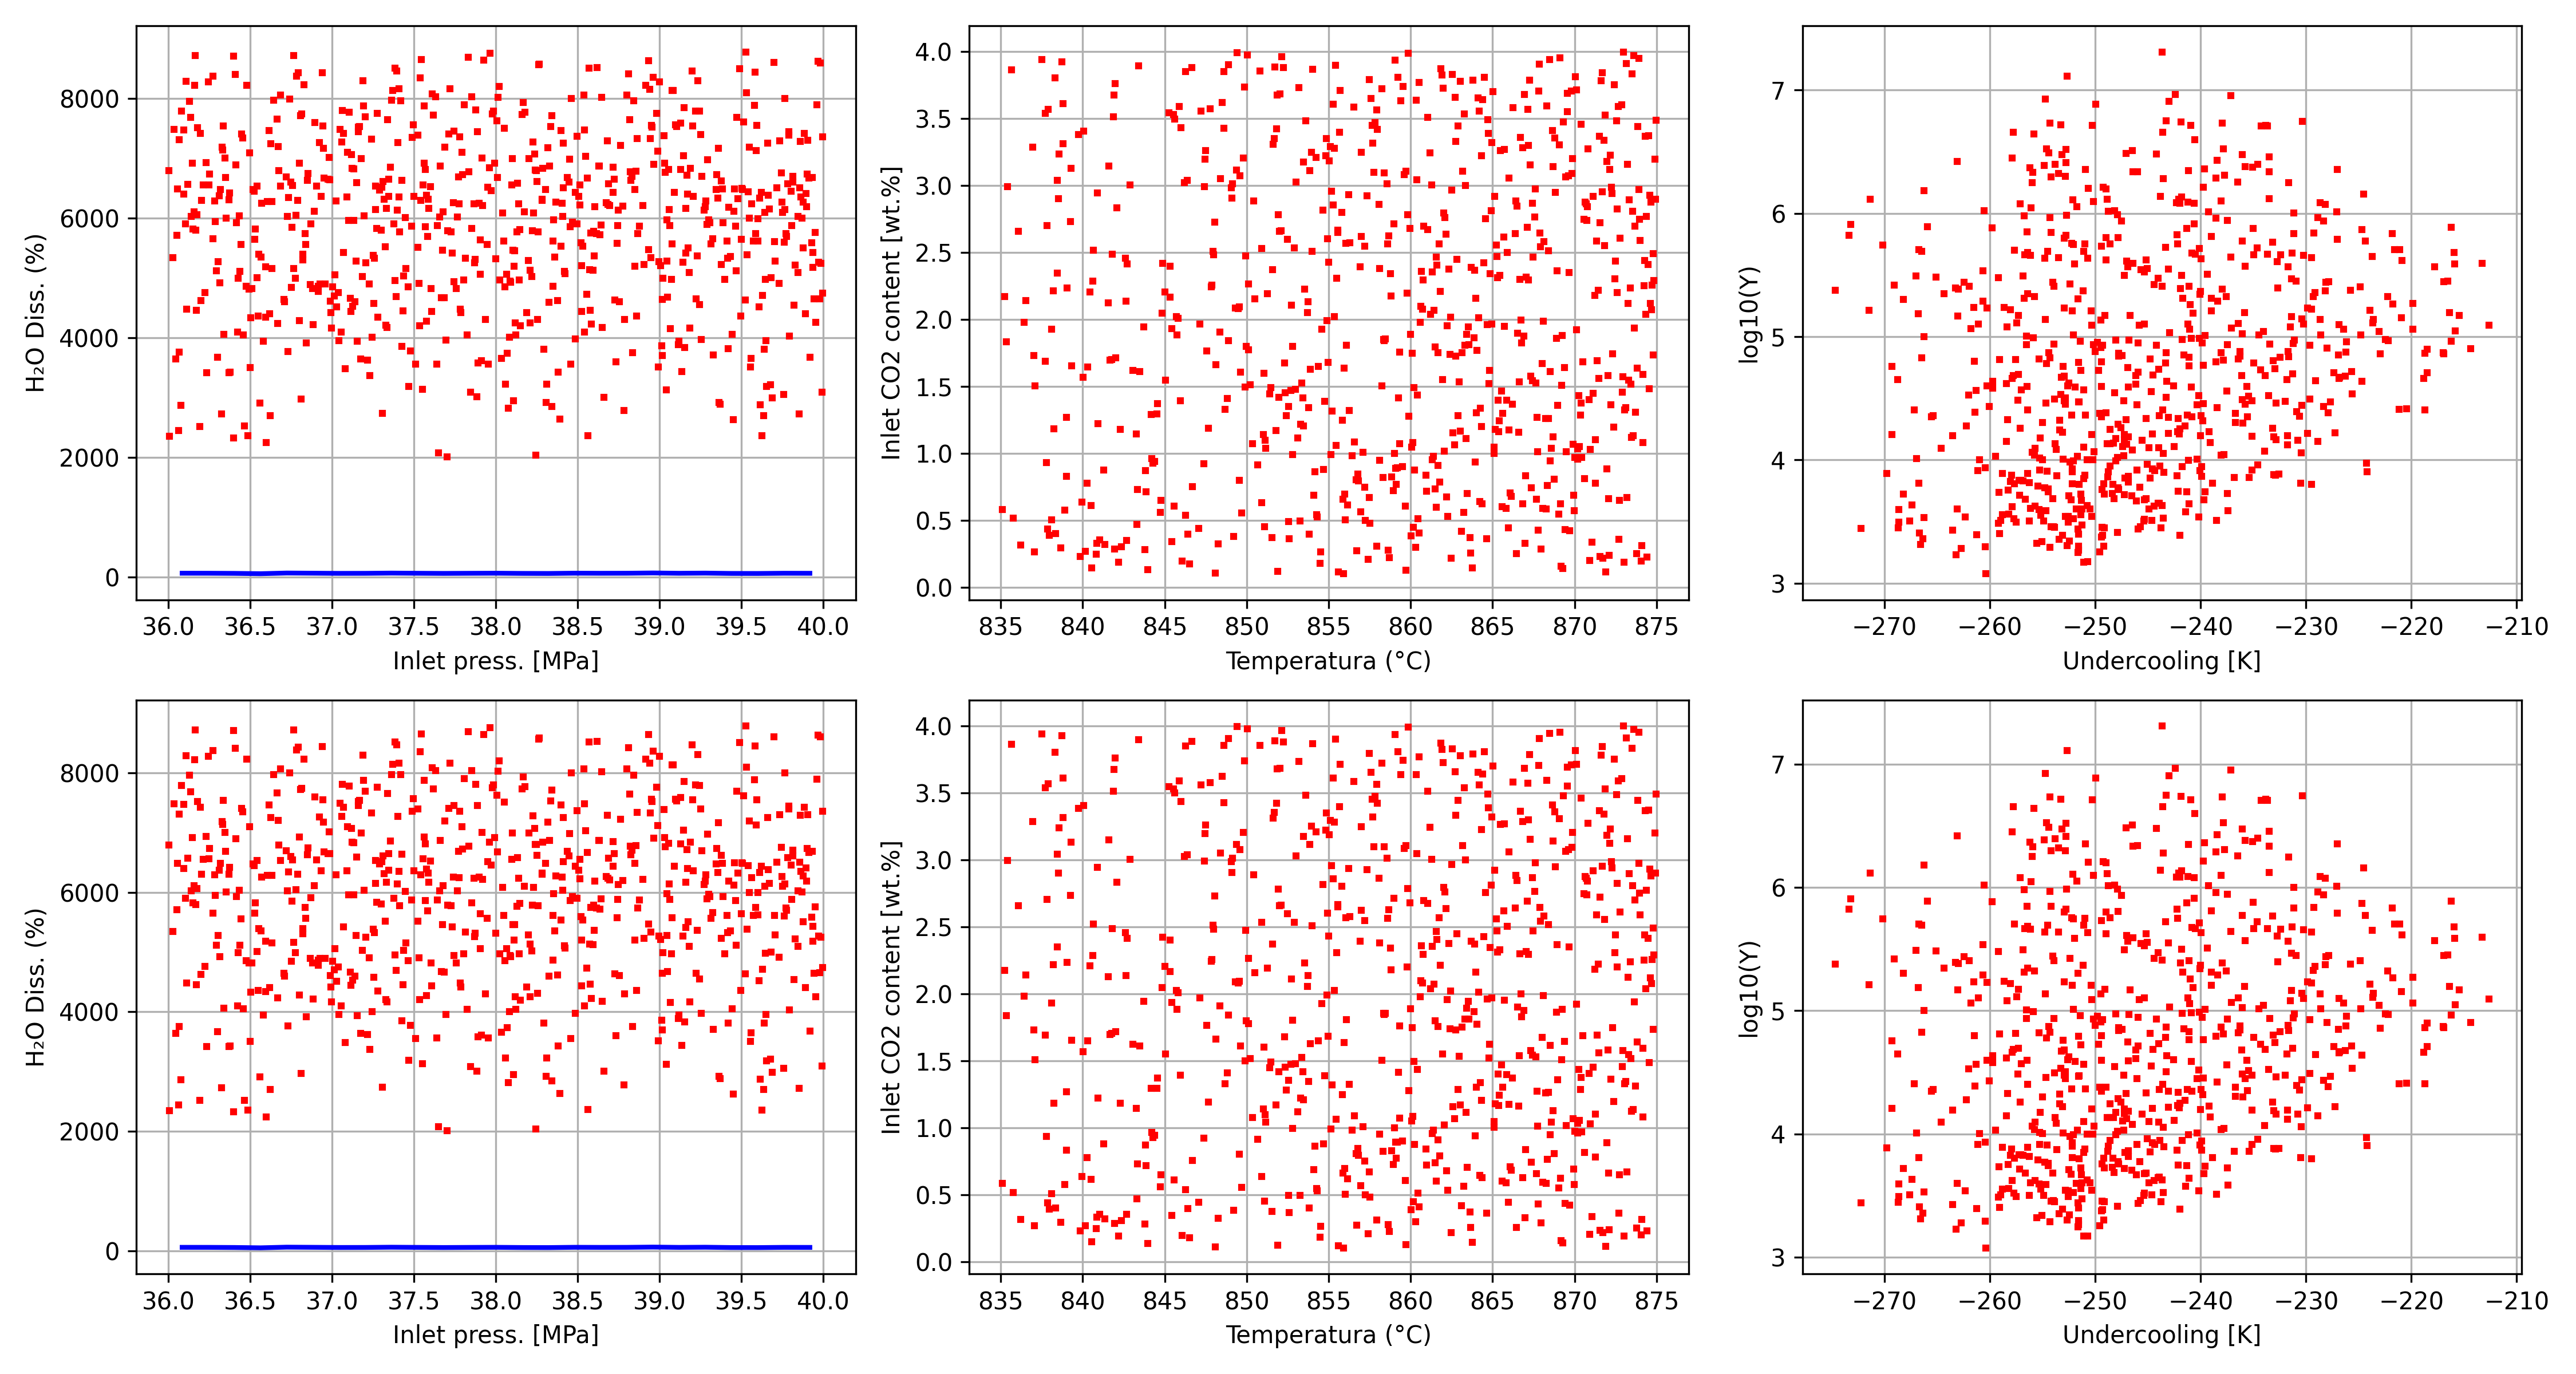 8000
6000
4000
2000
0
H₂O Diss. (%)
36.0 36.5 37.0 37.5 38.0 38.5 39.0 39.5 40.0
Inlet press. [MPa]
4.0
3.5
3.0
2.5
2.0
1.5
1.0
0.5
0.0
Inlet CO2 content [wt.%]
835 840 845 850 855 860 865 870 875
Temperatura (°C)
7
6
5
4
3
log10(Y)
−270 −260 −250 −240 −230 −220 −210
Undercooling [K]
8000
6000
4000
2000
0
H₂O Diss. (%)
36.0 36.5 37.0 37.5 38.0 38.5 39.0 39.5 40.0
Inlet press. [MPa]
4.0
3.5
3.0
2.5
2.0
1.5
1.0
0.5
0.0
Inlet CO2 content [wt.%]
835 840 845 850 855 860 865 870 875
Temperatura (°C)
7
6
5
4
3
log10(Y)
−270 −260 −250 −240 −230 −220 −210
Undercooling [K]